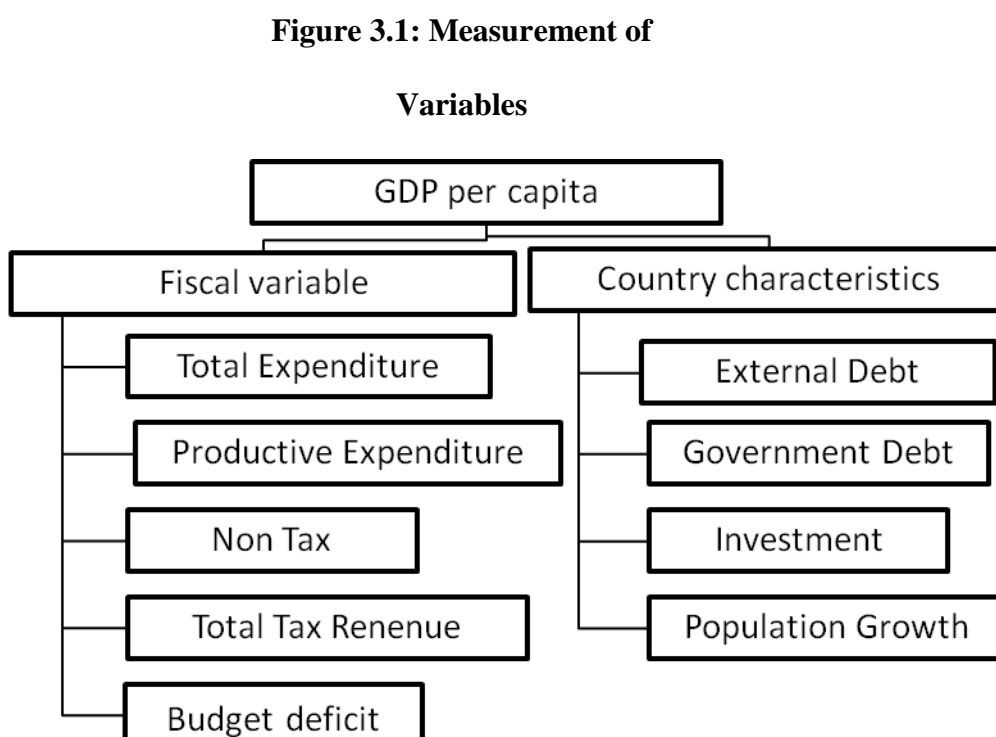 Figure 3.1: Measurement of
Variables
GDP per capita
Fiscal variable
Total Expenditure
Productive Expenditure
Non Tax
Total Tax Renenue
Budget deficit
Country characteristics
External Debt
Government Debt
Investment
Population Growth